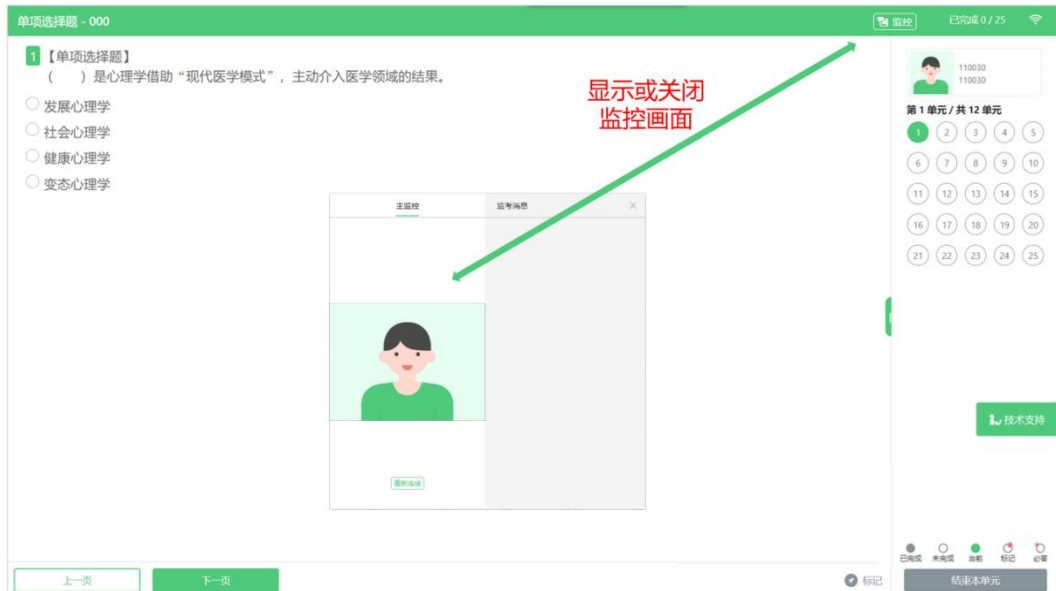 单项选择题 - 000
监控
已完成 0 / 25
1 【单项选择题】
（ ）是心理学借助“现代医学模式”，主动介入医学领域的结果。
发展心理学
社会心理学
健康心理学
变态心理学
显示或关闭
监控画面
主监控
监考消息
×
重新连接
110030
110030
第 1 单元 / 共 12 单元
1 2 3 4 5
6 7 8 9 10
11 12 13 14 15
16 17 18 19 20
21 22 23 24 25
技术支持
已完成 未完成 当前 标记 必答
上一页
下一页
标记
结束本单元